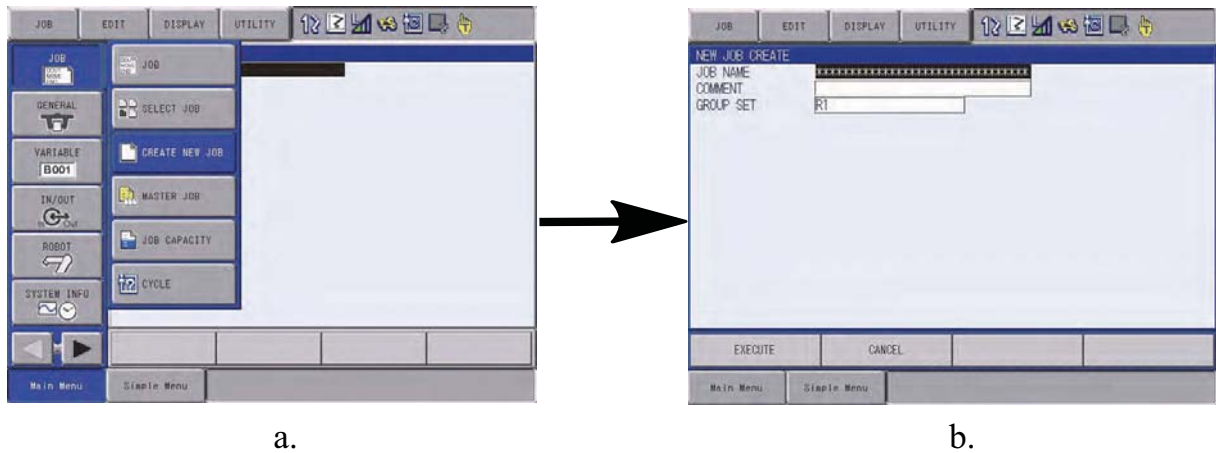 JOB EDIT DISPLAY UTILITY
JOB
GENERAL
VARIABLE
B001
IN/OUT
In Out
ROBOT
SYSTEM INFO
JOB
SELECT JOB
CREATE NEW JOB
MASTER JOB
JOB CAPACITY
CYCLE
Main Menu Simple Menu
a.
JOB EDIT DISPLAY UTILITY
NEW JOB CREATE
JOB NAME
COMMENT
GROUP SET R1
EXECUTE CANCEL
Main Menu Simple Menu
b.